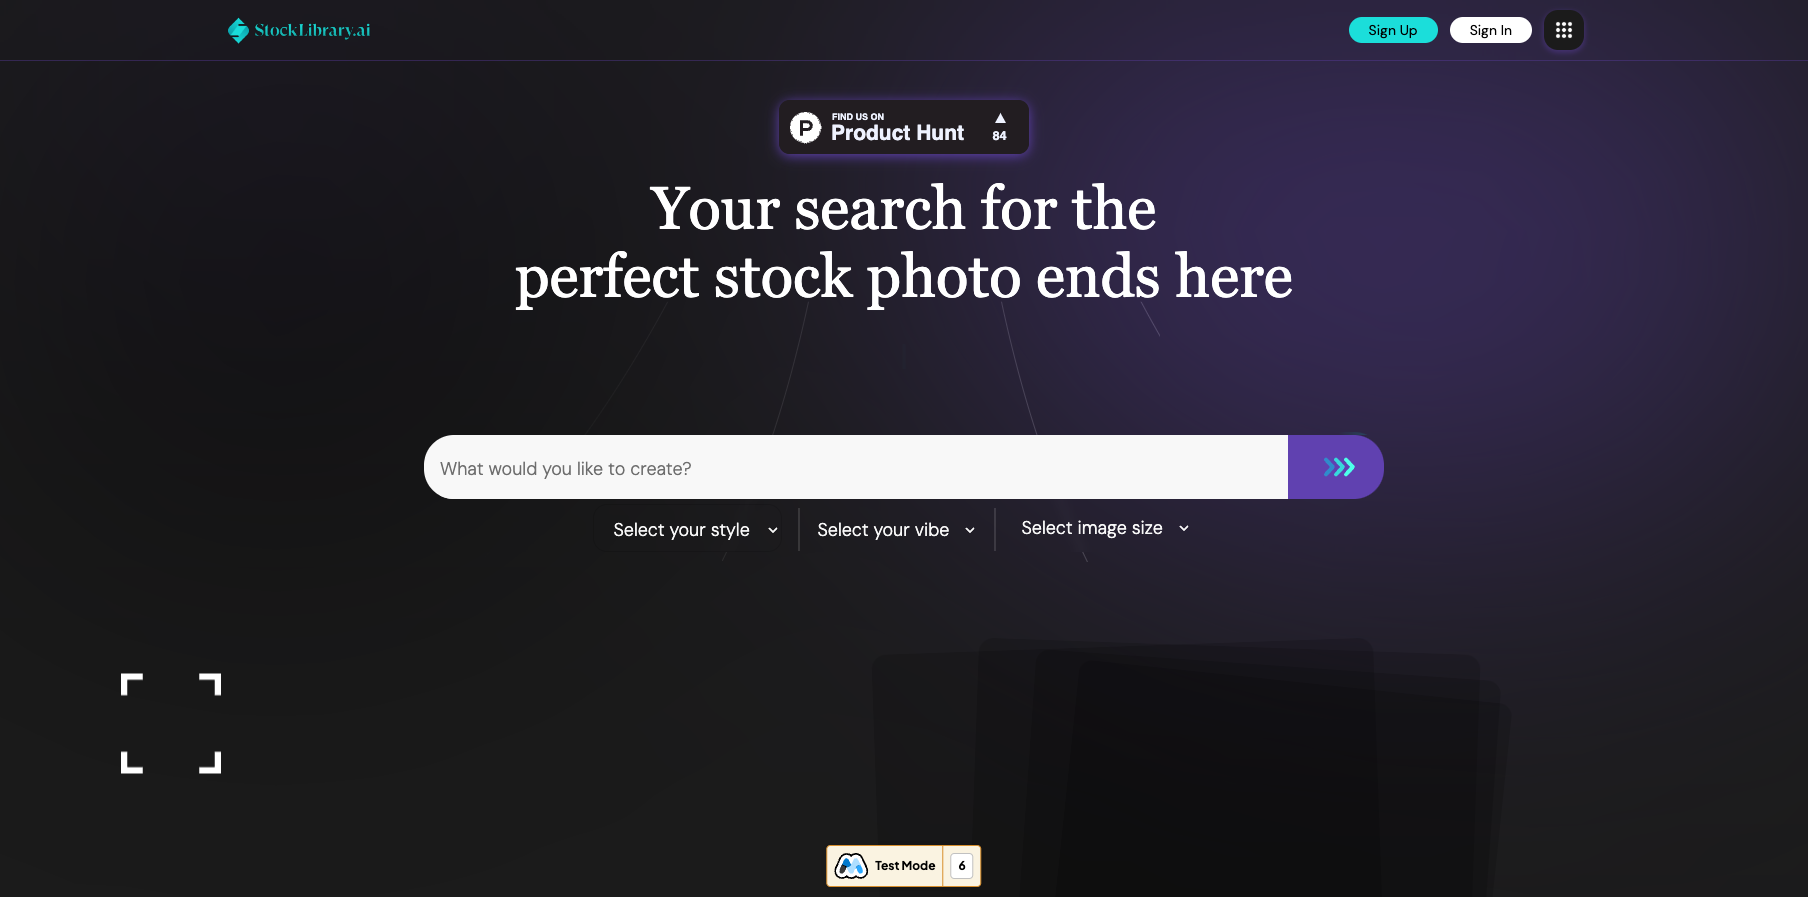 StockLibrary.ai
Sign Up
Sign In
FIND US ON
Product Hunt
84
Your search for the
perfect stock photo ends here
What would you like to create?
Select your style
Select your vibe
Select image size
Test Mode
6